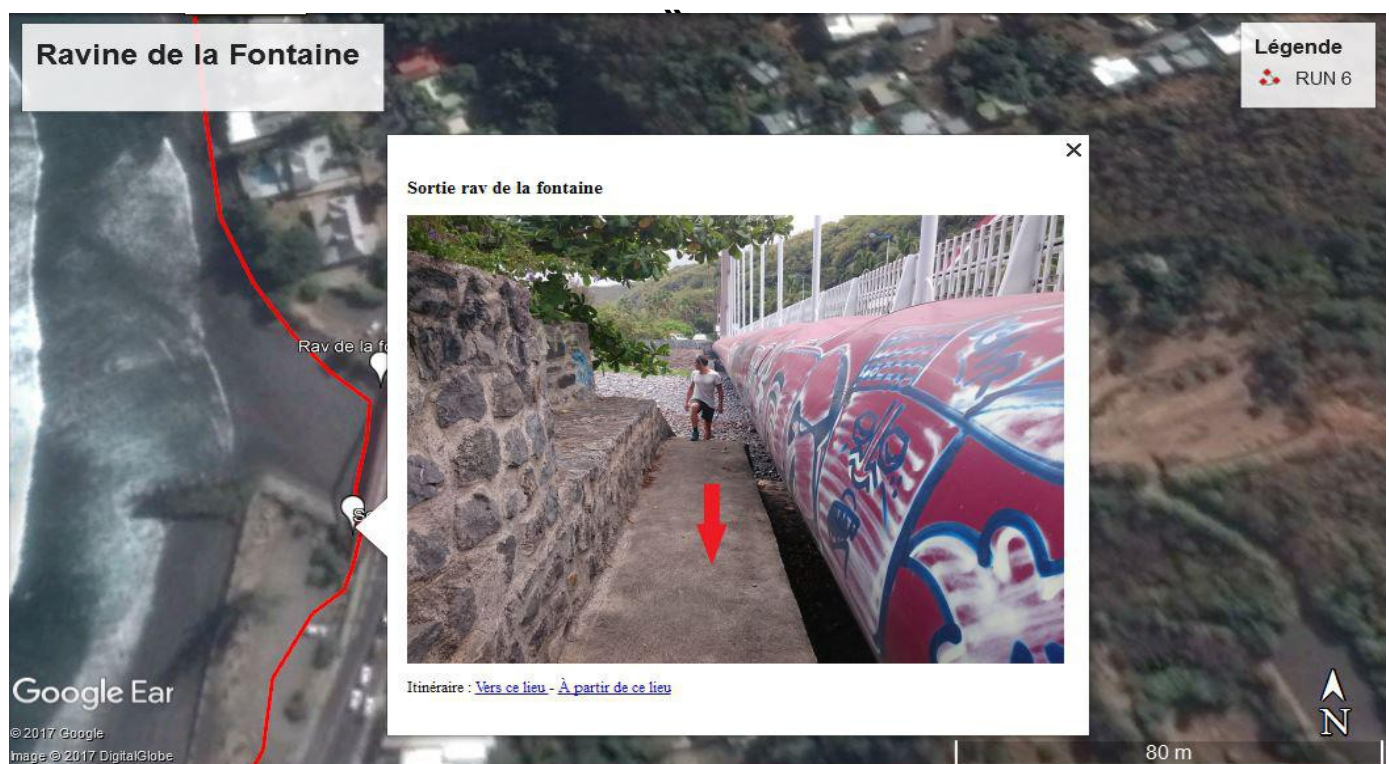 »
Ravine de la Fontaine
Légende
RUN 6
Sortie rav de la fontaine
Rav de la fo
Itinéraire : Vers ce lieu - À partir de ce lieu
Google Ear
© 2017 Google
Image © 2017 DigitalGlobe
80 m
N